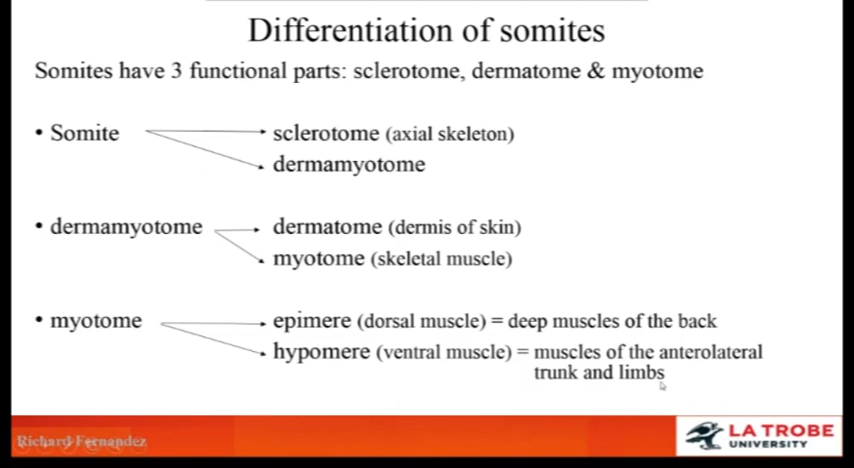 Differentiation of somites
Somites have 3 functional parts: sclerotome, dermatome & myotome
• Somite
sclerotome (axial skeleton)
dermamyotome
• dermamyotome
dermatome (dermis of skin)
myotome (skeletal muscle)
• myotome
epimere (dorsal muscle) = deep muscles of the back
hypomere (ventral muscle) = muscles of the anterolateral
trunk and limbs
Richard Fernandez
LA TROBE
UNIVERSITY